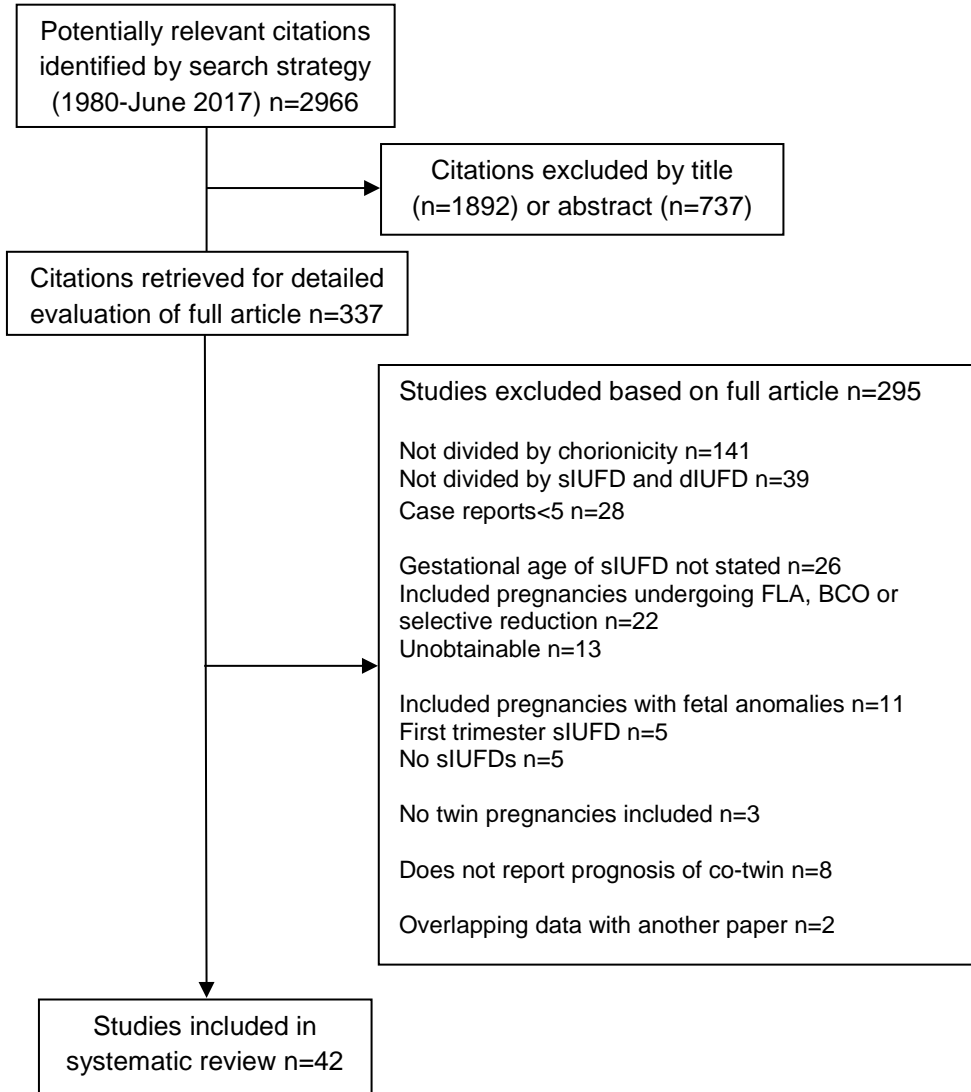 Potentially relevant citations
identified by search strategy
(1980-June 2017) n=2966
Citations excluded by title
(n=1892) or abstract (n=737)
Citations retrieved for detailed
evaluation of full article n=337
Studies excluded based on full article n=295
Not divided by chorionicity n=141
Not divided by sIUFD and dIUFD n=39
Case reports<5 n=28
Gestational age of sIUFD not stated n=26
Included pregnancies undergoing FLA, BCO or
selective reduction n=22
Unobtainable n=13
Included pregnancies with fetal anomalies n=11
First trimester sIUFD n=5
No sIUFDs n=5
No twin pregnancies included n=3
Does not report prognosis of co-twin n=8
Overlapping data with another paper n=2
Studies included in
systematic review n=42